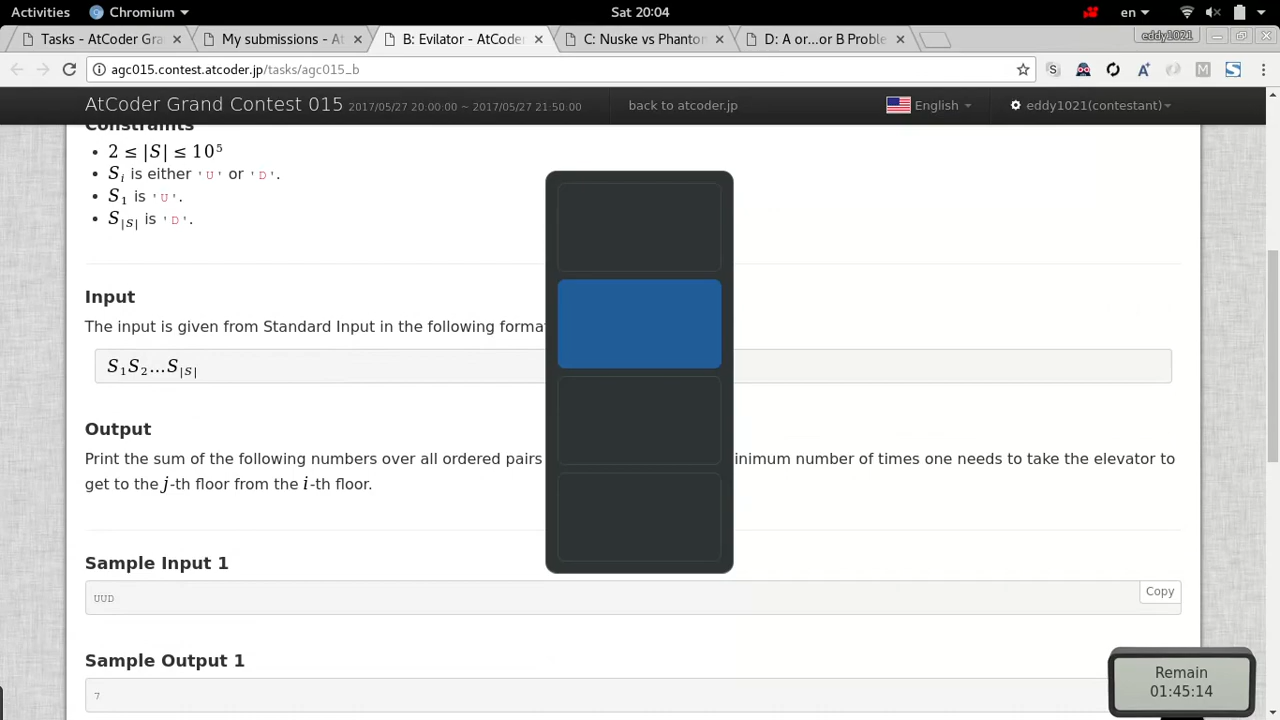 Activities
Chromium
Sat 20:04
en
Tasks - AtCoder Gra
My submissions - At
B: Evilator - AtCode
C: Nuske vs Phantom
D: A or...or B Proble
eddy1021
agc015.contest.atcoder.jp/tasks/agc015_b
AtCoder Grand Contest 015 2017/05/27 20:00:00 ~ 2017/05/27 21:50:00
back to atcoder.jp
English
eddy1021(contestant)
Constraints
• 2 ≤ |S| ≤ 10⁵
• Sᵢ is either 'U' or 'D'.
• S₁ is 'U'.
• S|S| is 'D'.
Input
The input is given from Standard Input in the following forma
S₁S₂...S|S|
Output
Print the sum of the following numbers over all ordered pairs inimum number of times one needs to take the elevator to
get to the j-th floor from the i-th floor.
Sample Input 1
Copy
UUD
Sample Output 1
7
Remain
01:45:14